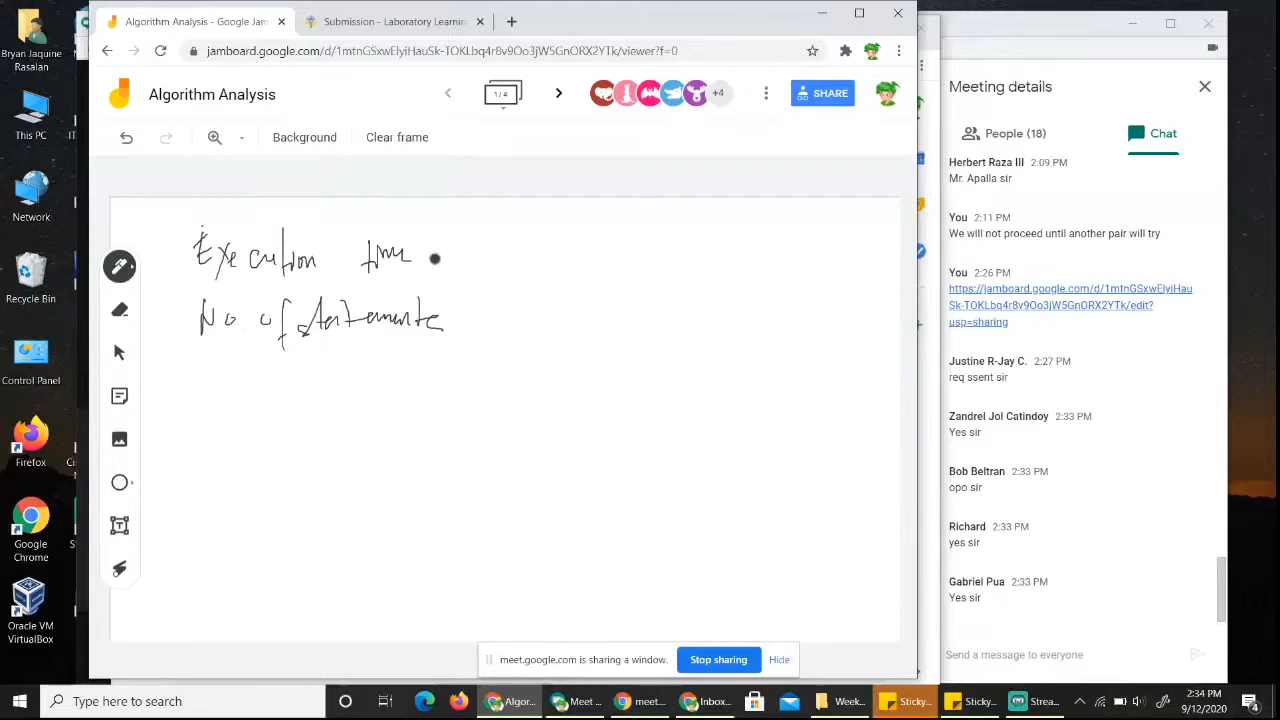 Bryan Jaquine Rasiging
This PC
Network
Recycle Bin
Control Panel
Firefox
Google Chrome
Oracle VM VirtualBox
Algorithm Analysis - Google Jam
Submission - Laboratory Learnin
jamboard.google.com/d/1mtnGSxwEIyiHauSk-TOKLbq4r8v9Oo3jW5GnORX2YTk/viewer?f=0
Algorithm Analysis
+4
SHARE
Background
Clear frame
Execution time
No of statements
meet.google.com is sharing a window.
Stop sharing
Hide
Meeting details
People (18)
Chat
Herbert Raza III 2:09 PM
Mr. Apalla sir
You 2:11 PM
We will not proceed until another pair will try
You 2:26 PM
https://jamboard.google.com/d/1mtnGSxwEIyiHau
Sk-TOKLbq4r8v9Oo3jW5GnORX2YTk/edit?
usp=sharing
Justine R-Jay C. 2:27 PM
req ssent sir
Zandrel Jol Catindoy 2:33 PM
Yes sir
Bob Beltran 2:33 PM
opo sir
Richard 2:33 PM
yes sir
Gabriel Pua 2:33 PM
Yes sir
Send a message to everyone
Type here to search
Algori...
Meet ...
Inbox ...
Week...
Sticky...
Sticky...
Strea...
2:34 PM
9/12/2020
4